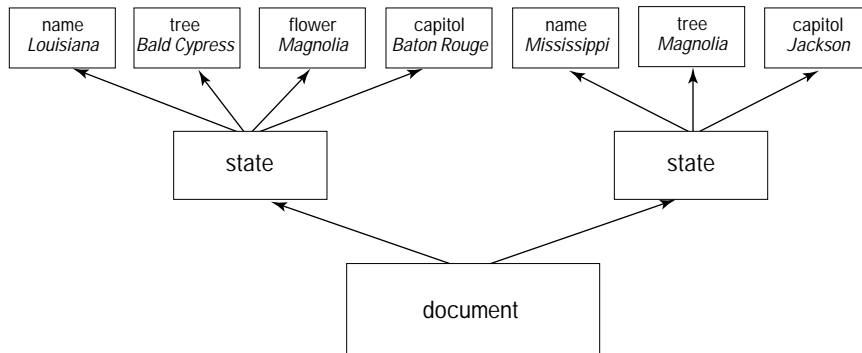 name
Louisiana
tree
Bald Cypress
flower
Magnolia
capitol
Baton Rouge
name
Mississippi
tree
Magnolia
capitol
Jackson
state
state
document